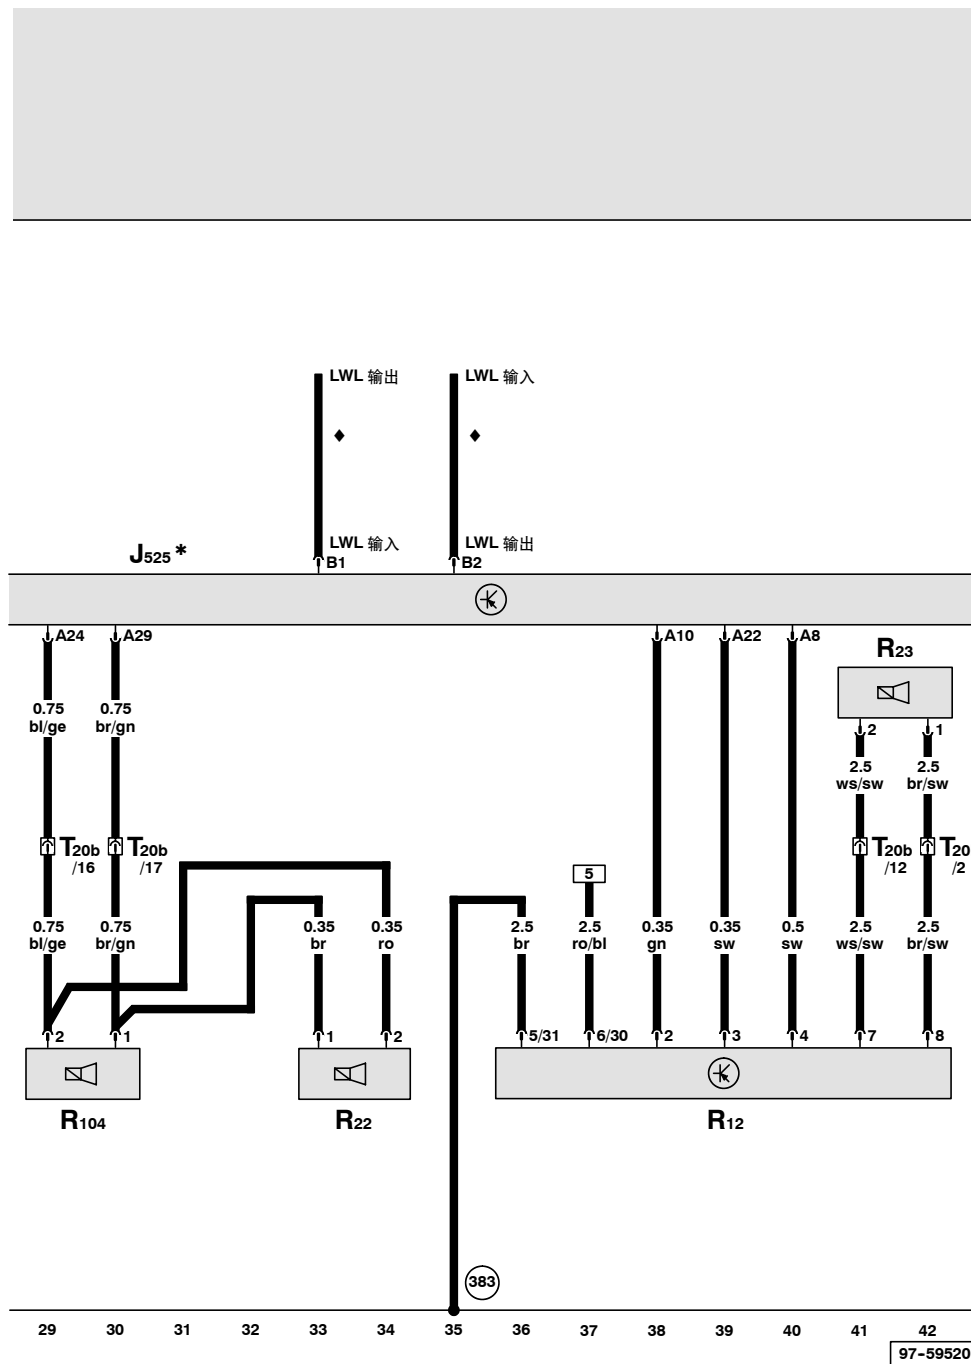 LWL 输出 LWL 输入
LWL 输入 LWL 输出
J525 * B1 B2
A24 A29 A10 A22 A8
R23
2 1
0.75 0.75
bl/ge br/gn
2.5 2.5
ws/sw br/sw
T20b T20b T20b T20
/16 /17 /12 /2
5
0.75 0.75 0.35 0.35 2.5 2.5 0.35 0.35 0.5 2.5 2.5
bl/ge br/gn br ro br ro/bl gn sw sw ws/sw br/sw
2 1 1 2 5/31 6/30 2 3 4 7 8
R104 R22 R12
383
29 30 31 32 33 34 35 36 37 38 39 40 41 42
97-59520